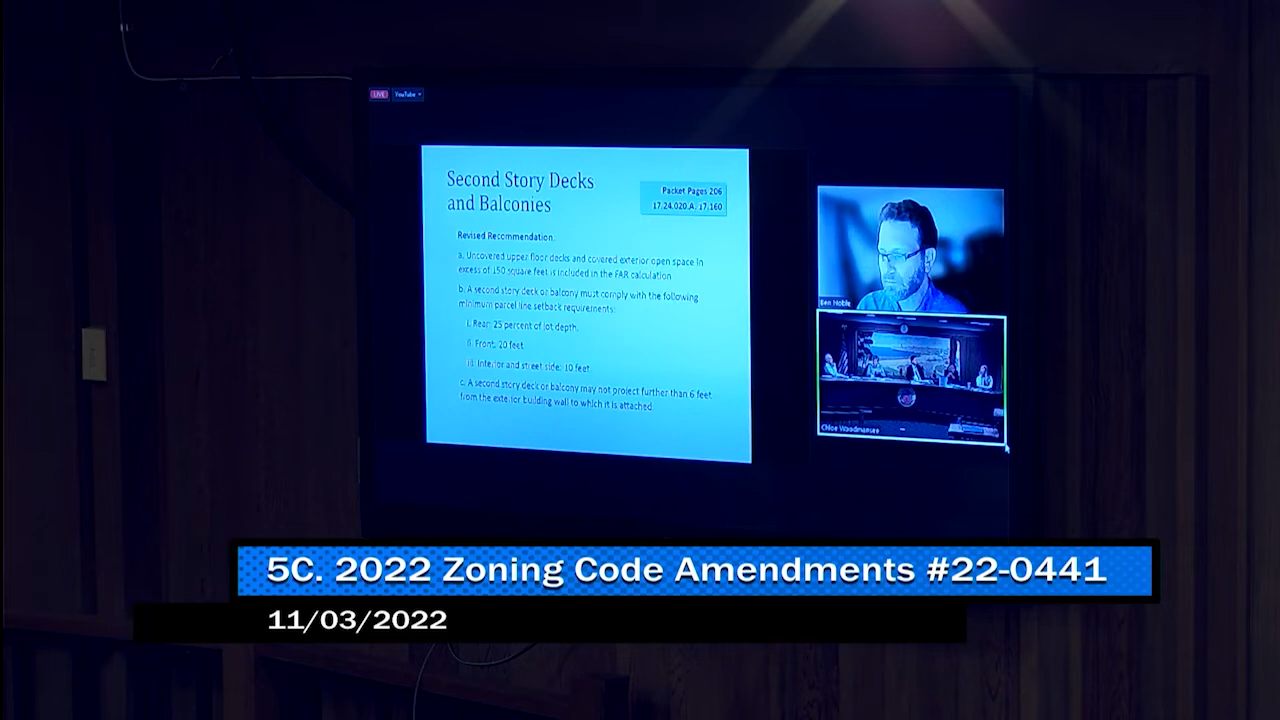 LIVE
YouTube
Second Story Decks
and Balconies
Packet Pages 206
17.24.020.A. 17.160
Revised Recommendation:
a. Uncovered upper floor decks and covered exterior open space in
excess of 150 square feet is included in the FAR calculation
b. A second story deck or balcony must comply with the following
minimum parcel line setback requirements:
i. Rear: 25 percent of lot depth.
ii. Front: 20 feet
iii. Interior and street side: 10 feet
c. A second story deck or balcony may not project further than 6 feet
from the exterior building wall to which it is attached.
Ben Noble
Chloe Woodmansee
5C. 2022 Zoning Code Amendments #22-0441
11/03/2022